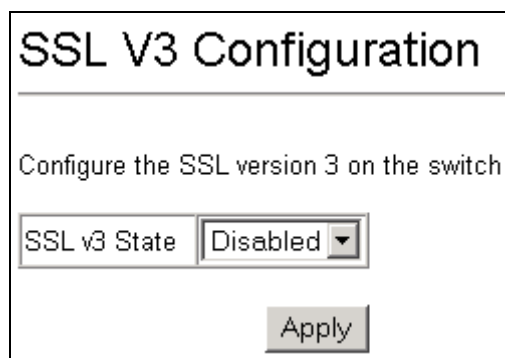 SSL V3 Configuration
Configure the SSL version 3 on the switch
SSL v3 State Disabled
Apply